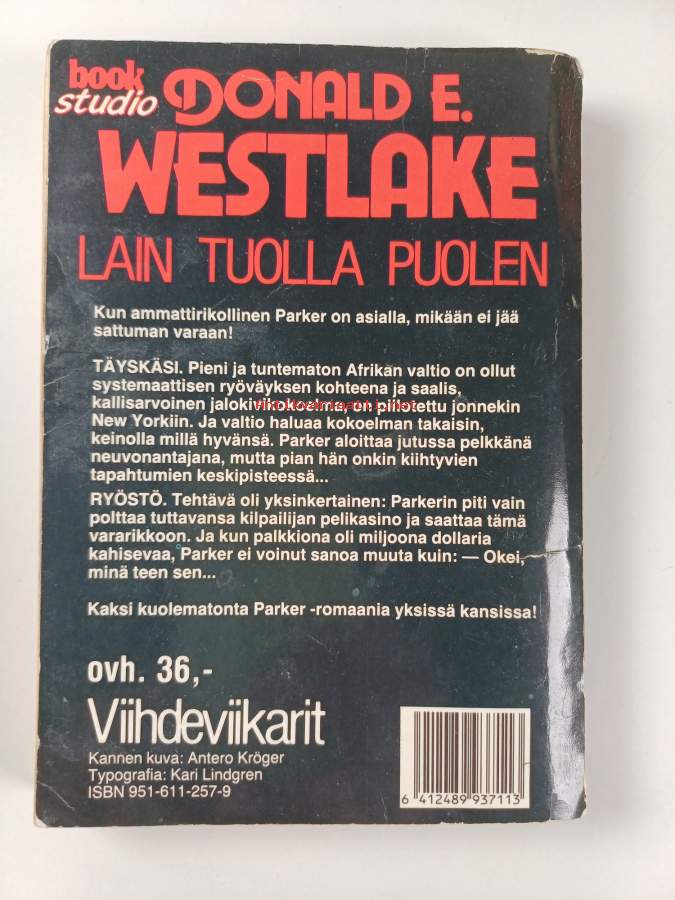 book
studio
DONALD E.
WESTLAKE
LAIN TUOLLA PUOLEN
Kun ammattirikollinen Parker on asialla, mikään ei jää
sattuman varaan!
TÄYSKÄSI. Pieni ja tuntematon Afrikan valtio on ollut
systemaattisen ryöväyksen kohteena ja saalis,
kallisarvoinen jalokivikokoelma on piilotettu jonnekin
New Yorkiin. Ja valtio haluaa kokoelman takaisin,
keinolla millä hyvänsä. Parker aloittaa jutussa pelkkänä
neuvonantajana, mutta pian hän onkin kiihtyvien
tapahtumien keskipisteessä...
RYÖSTÖ. Tehtävä oli yksinkertainen: Parkerin piti vain
polttaa tuttavansa kilpailijan pelikasino ja saattaa tämä
vararikkoon. Ja kun palkkiona oli miljoona dollaria
kahisevaa, Parker ei voinut sanoa muuta kuin: — Okei,
minä teen sen...
Kaksi kuolematonta Parker -romaania yksissä kansissa!
ovh. 36,-
Viihdeviikarit
Kannen kuva: Antero Kröger
Typografia: Kari Lindgren
ISBN 951-611-257-9
6 412489 937113